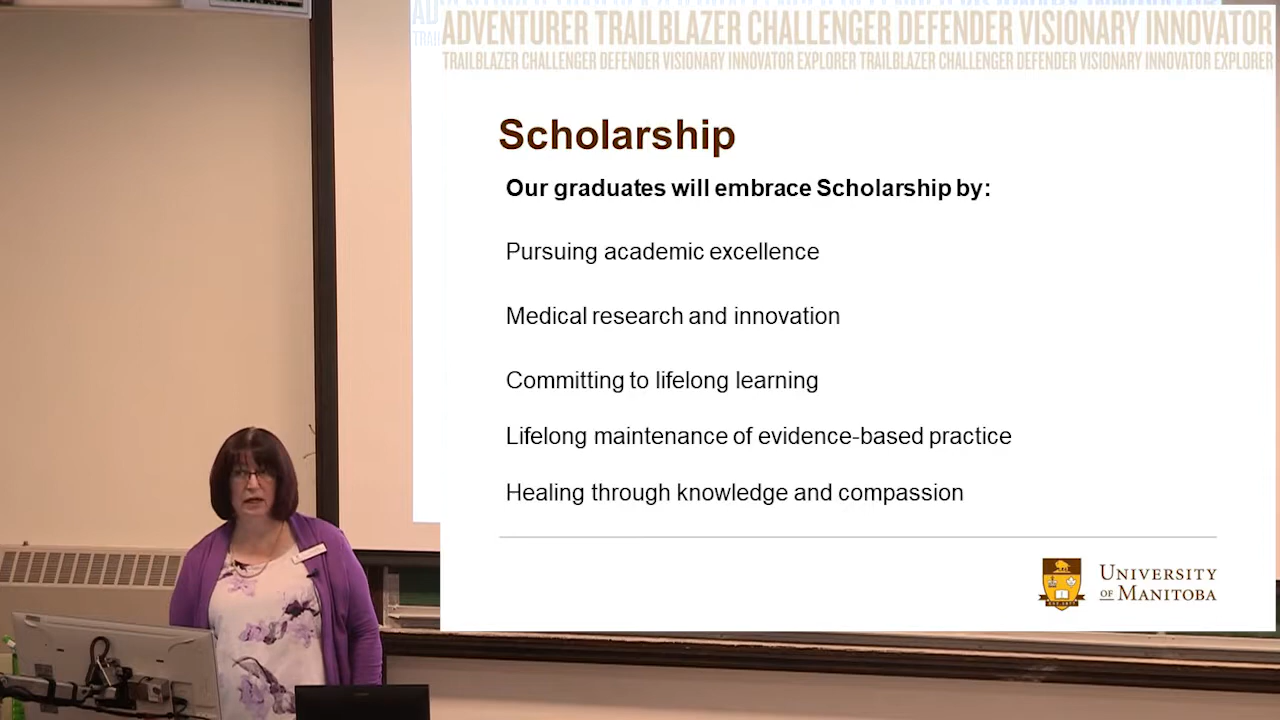 ADVENTURER TRAILBLAZER CHALLENGER DEFENDER VISIONARY INNOVATOR
TRAILBLAZER CHALLENGER DEFENDER VISIONARY INNOVATOR EXPLORER TRAILBLAZER CHALLENGER DEFENDER VISIONARY INNOVATOR EXPLORER
Scholarship
Our graduates will embrace Scholarship by:
Pursuing academic excellence
Medical research and innovation
Committing to lifelong learning
Lifelong maintenance of evidence-based practice
Healing through knowledge and compassion
UNIVERSITY
OF MANITOBA